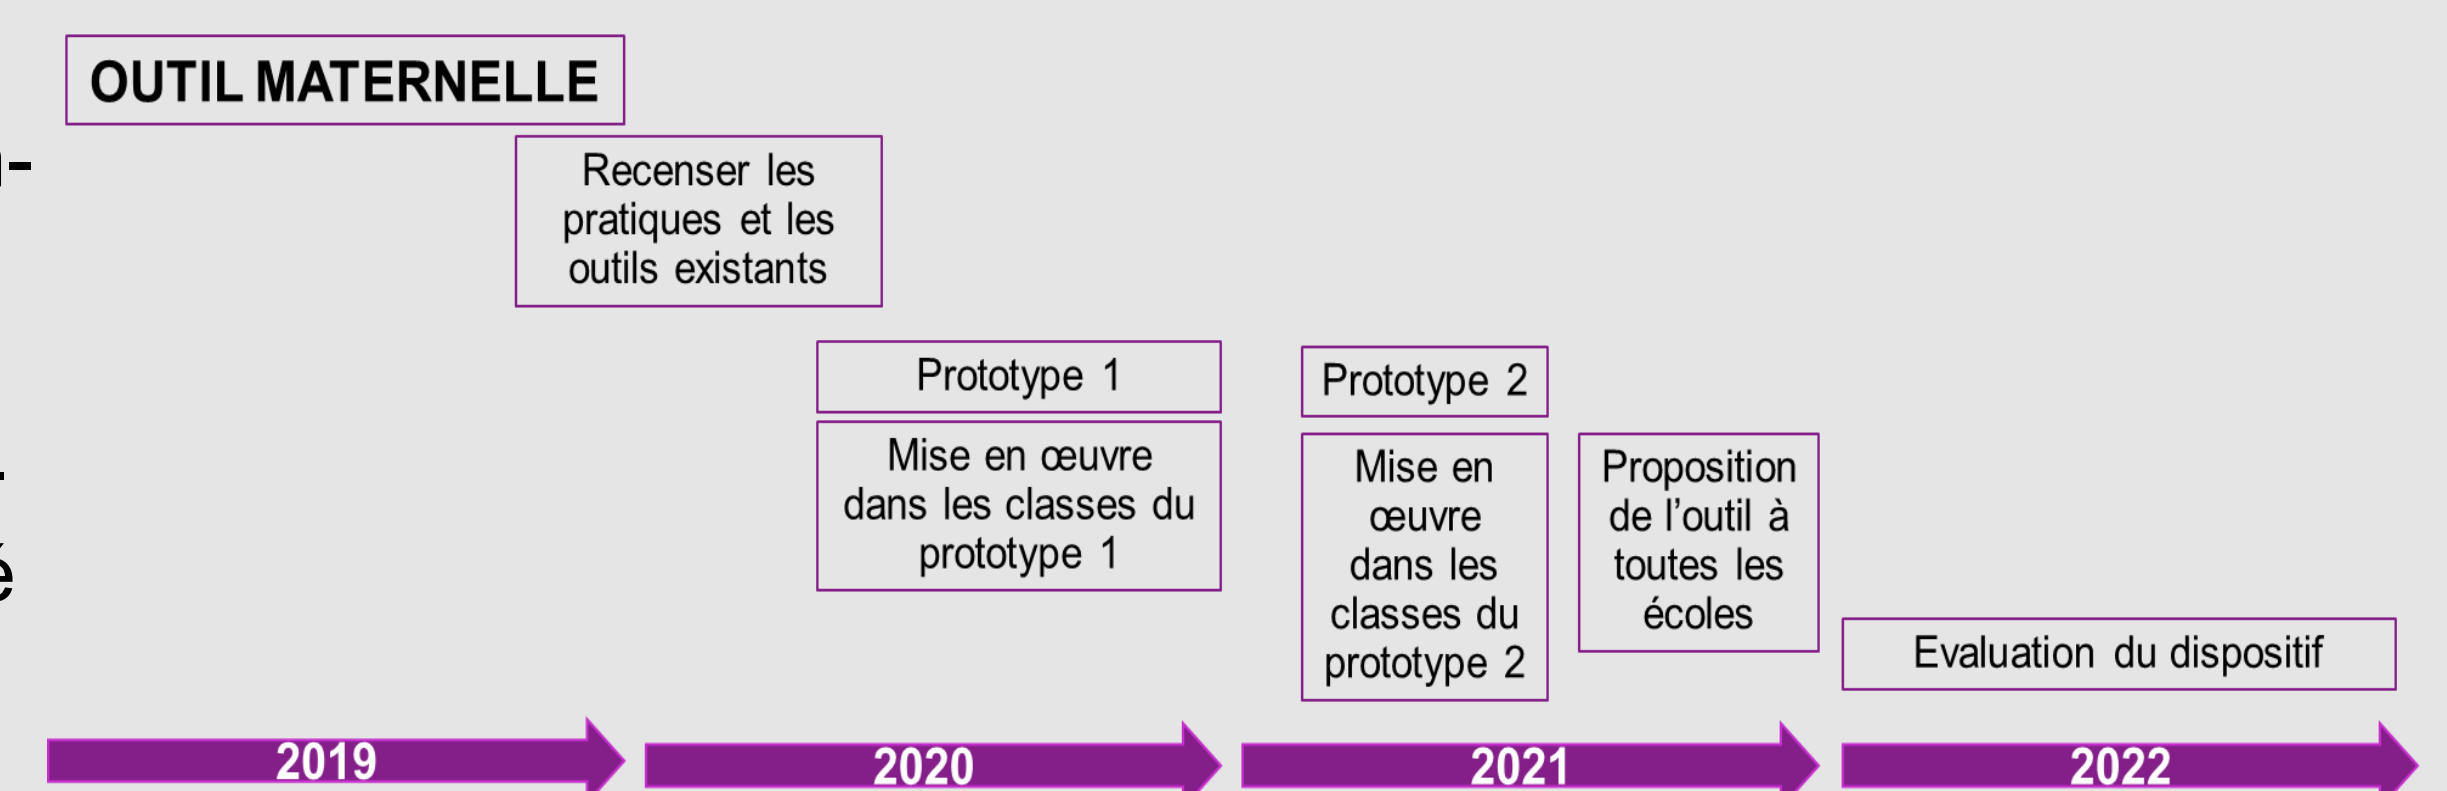 OUTIL MATERNELLE
Recenser les
pratiques et les
outils existants
Prototype 1
Mise en œuvre
dans les classes du
prototype 1
Prototype 2
Mise en
œuvre
dans les
classes du
prototype 2
Proposition
de l'outil à
toutes les
écoles
Evaluation du dispositif
2019
2020
2021
2022